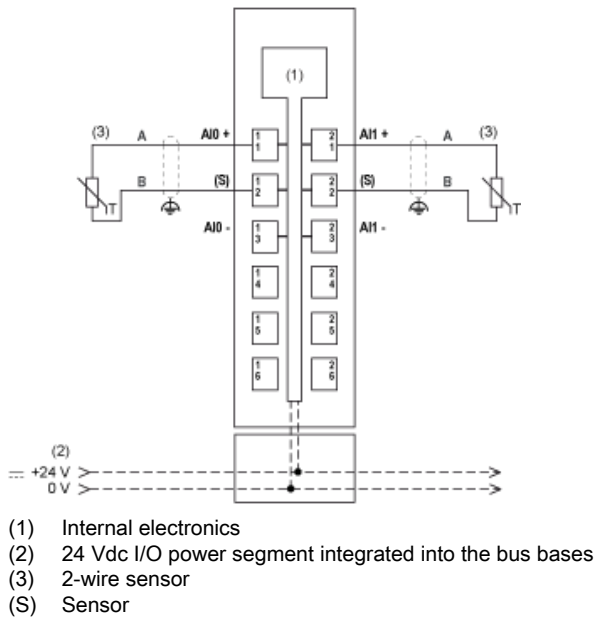 (1)
(3) A AI0 + 1 1 2 1 AI1 + A (3)
B (S) 1 2 2 2 (S) B
IT IT
AI0 - 1 3 2 3 AI1 -
1 4 2 4
1 5 2 5
1 6 2 6
(2)
+24 V
0 V
(1) Internal electronics
(2) 24 Vdc I/O power segment integrated into the bus bases
(3) 2-wire sensor
(S) Sensor